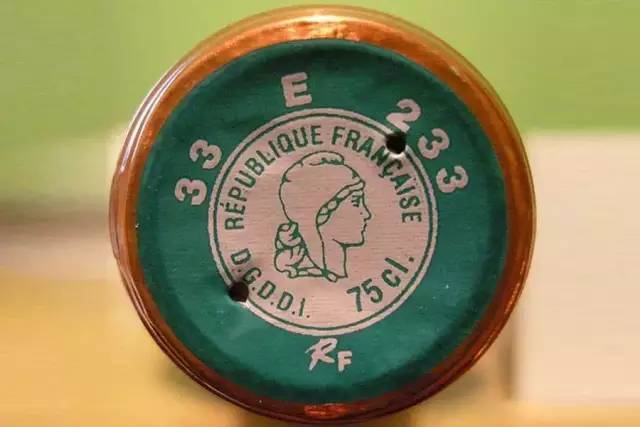 33 E 233
RÉPUBLIQUE FRANÇAISE
D.G.D.D.I. 75 cl.
RF